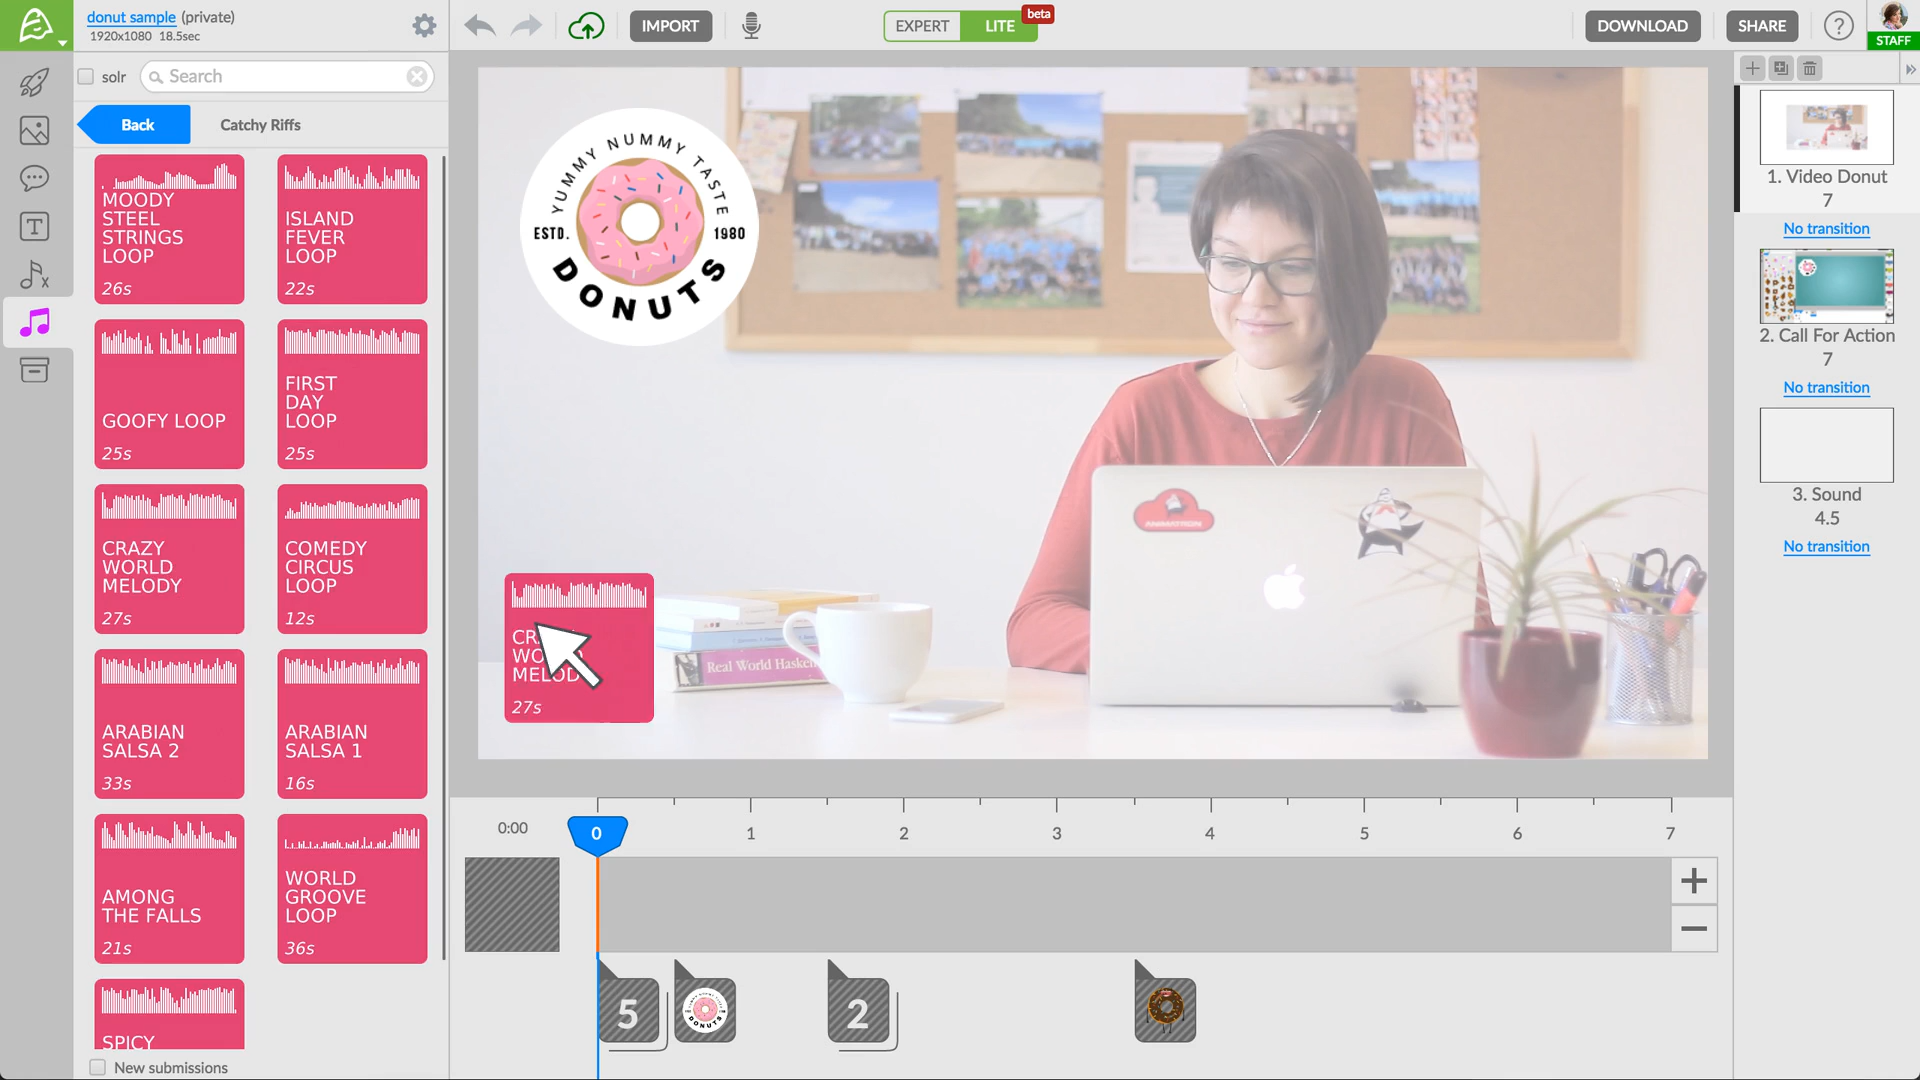 donut sample (private)
1920x1080 18.5sec
IMPORT
EXPERT
LITE
beta
DOWNLOAD
SHARE
?
STAFF
solr
Search
Back
Catchy Riffs
MOODY
STEEL
STRINGS
LOOP
26s
ISLAND
FEVER
LOOP
22s
GOOFY LOOP
25s
FIRST
DAY
LOOP
25s
CRAZY
WORLD
MELODY
27s
COMEDY
CIRCUS
LOOP
12s
ARABIAN
SALSA 2
33s
ARABIAN
SALSA 1
16s
AMONG
THE FALLS
21s
WORLD
GROOVE
LOOP
36s
SPICY
New submissions
YUMMY NUMMY TASTE
ESTD. 1980
DONUTS
ANIMATRON
Real World Haskell
27s
1. Video Donut
7
No transition
2. Call For Action
7
No transition
3. Sound
4.5
No transition
0:00
0 1 2 3 4 5 6 7
5
DONUTS
2